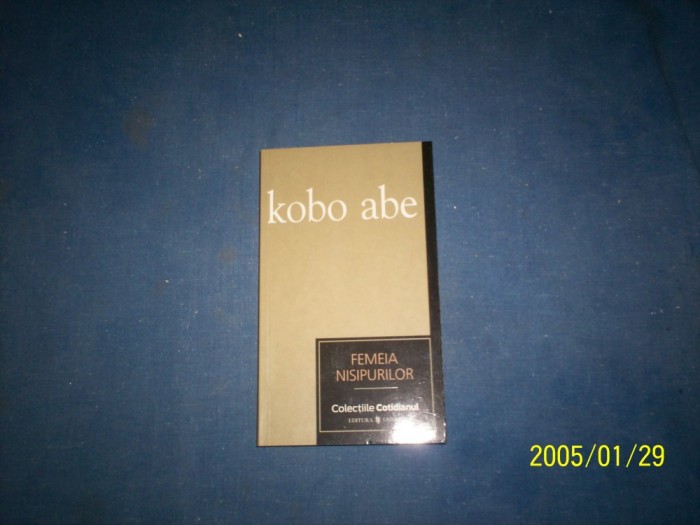 kobo abe
FEMEIA
NISIPURILOR
Colecțiile Cotidianul
EDITURA
2005/01/29